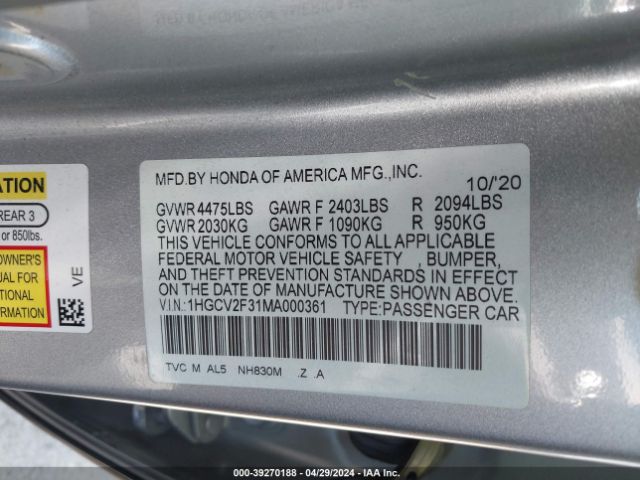 MFD.BY HONDA OF AMERICA MFG.,INC.
10/'20
GVWR 4475LBS GAWR F 2403LBS R 2094LBS
GVWR 2030KG GAWR F 1090KG R 950KG
THIS VEHICLE CONFORMS TO ALL APPLICABLE
FEDERAL MOTOR VEHICLE SAFETY , BUMPER,
AND THEFT PREVENTION STANDARDS IN EFFECT
ON THE DATE OF MANUFACTURE SHOWN ABOVE.
V.I.N.:1HGCV2F31MA000361 TYPE:PASSENGER CAR
TVC M AL5 NH830M .Z .A
ATION
REAR 3
or 850lbs.
OWNER'S
UAL FOR
TIONAL
RMATION
VE
000-39270188 - 04/29/2024 - IAA Inc.